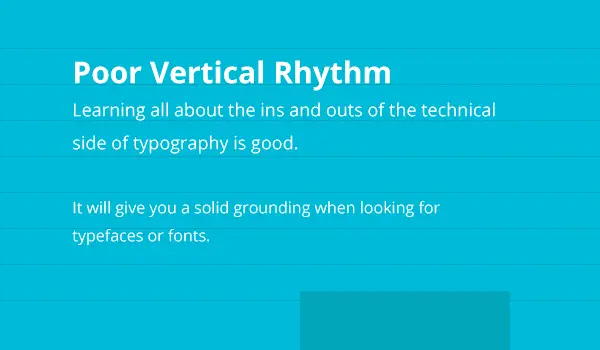 Poor Vertical Rhythm
Learning all about the ins and outs of the technical
side of typography is good.
It will give you a solid grounding when looking for
typefaces or fonts.